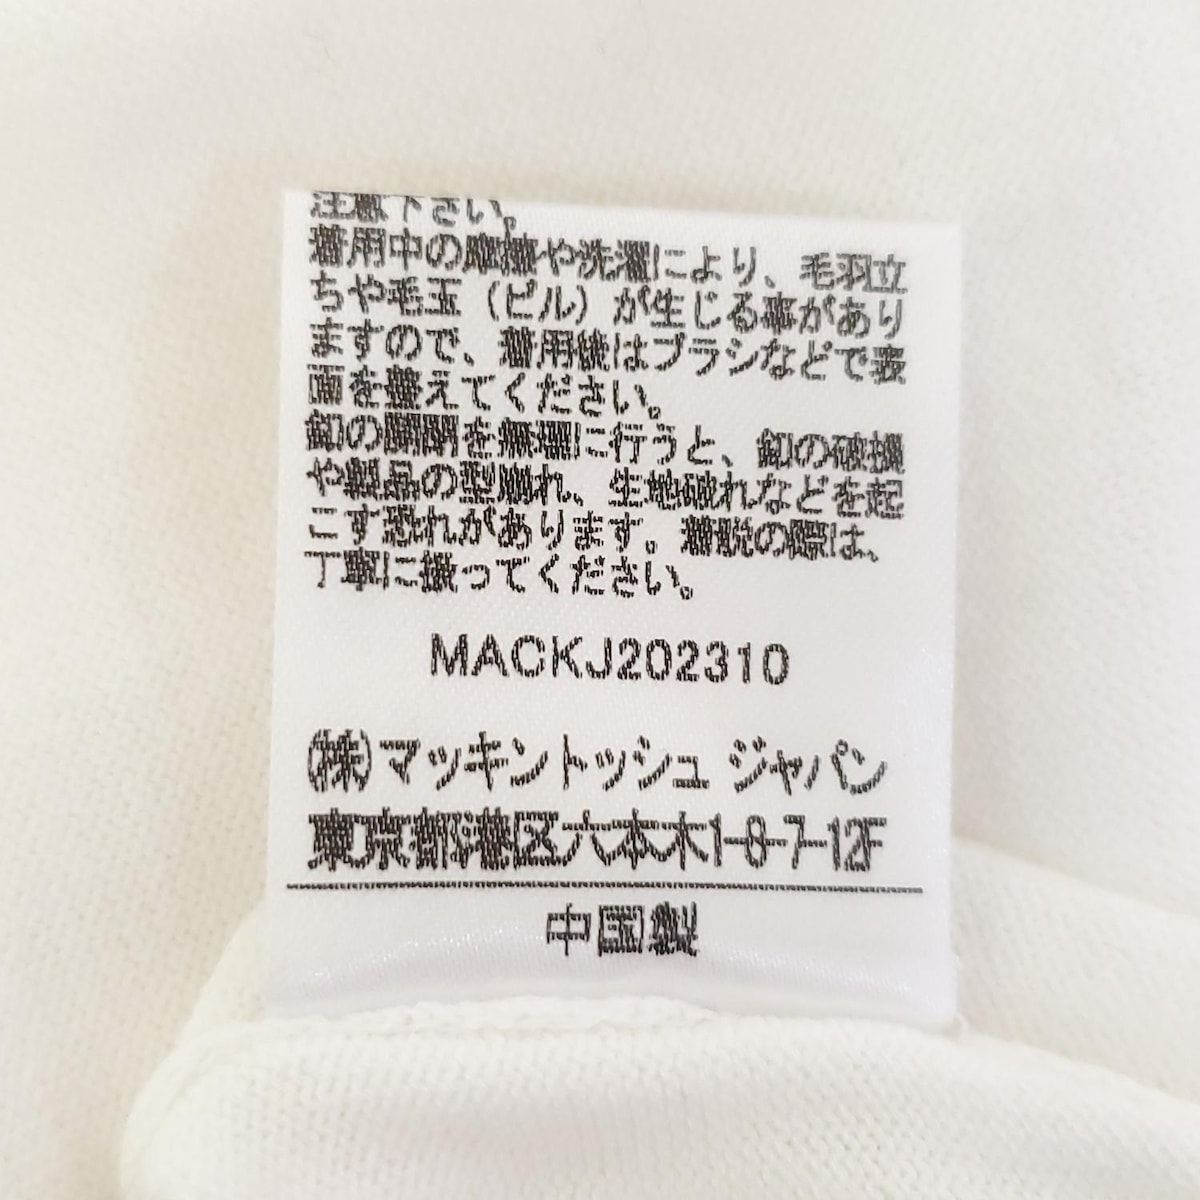 注意下さい。
着用中の摩擦や洗濯により、毛羽立
ちや毛玉（ピル）が生じる事があり
ますので、着用後はブラシなどで表
面を整えてください。
釦の開閉を無理に行うと、釦の破損
や製品の型崩れ、生地破れなどを起
こす恐れがあります。着脱の際は、
丁寧に扱ってください。
MACKJ202310
(株)マッキントッシュ ジャパン
東京都港区六本木1-8-7-12F
中国製